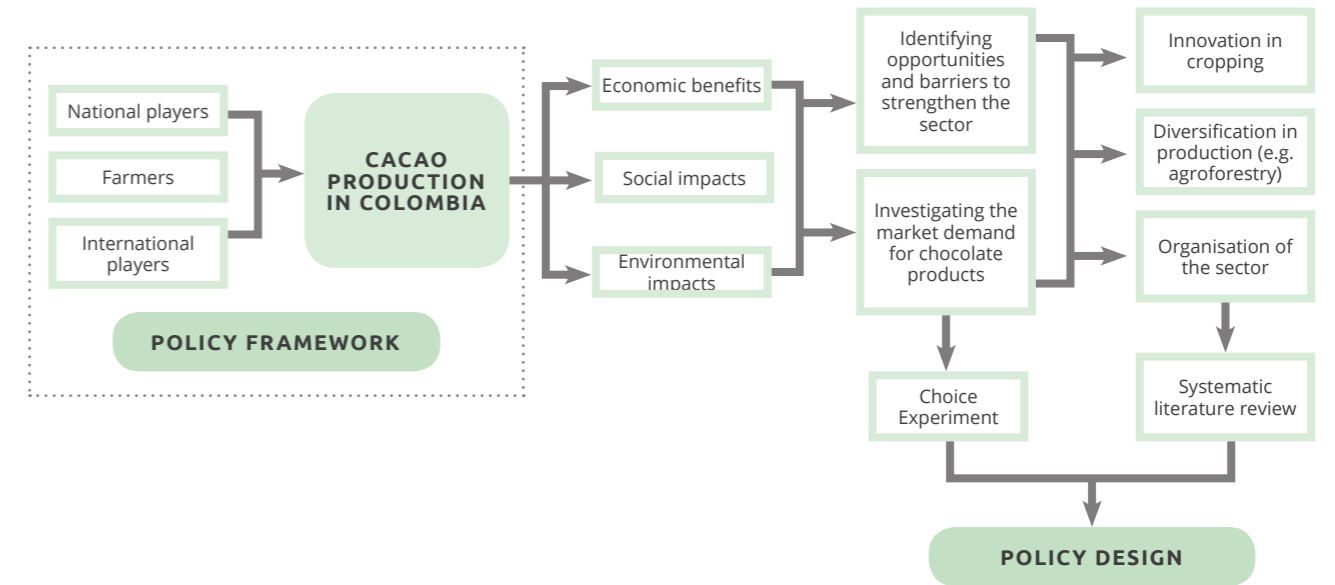 National players
Farmers
International
players
CACAO
PRODUCTION
IN COLOMBIA
POLICY FRAMEWORK
Economic benefits
Social impacts
Environmental
impacts
Identifying
opportunities
and barriers to
strengthen the
sector
Investigating the
market demand
for chocolate
products
Innovation in
cropping
Diversification in
production (e.g.
agroforestry)
Organisation of
the sector
Choice
Experiment
Systematic
literature review
POLICY DESIGN